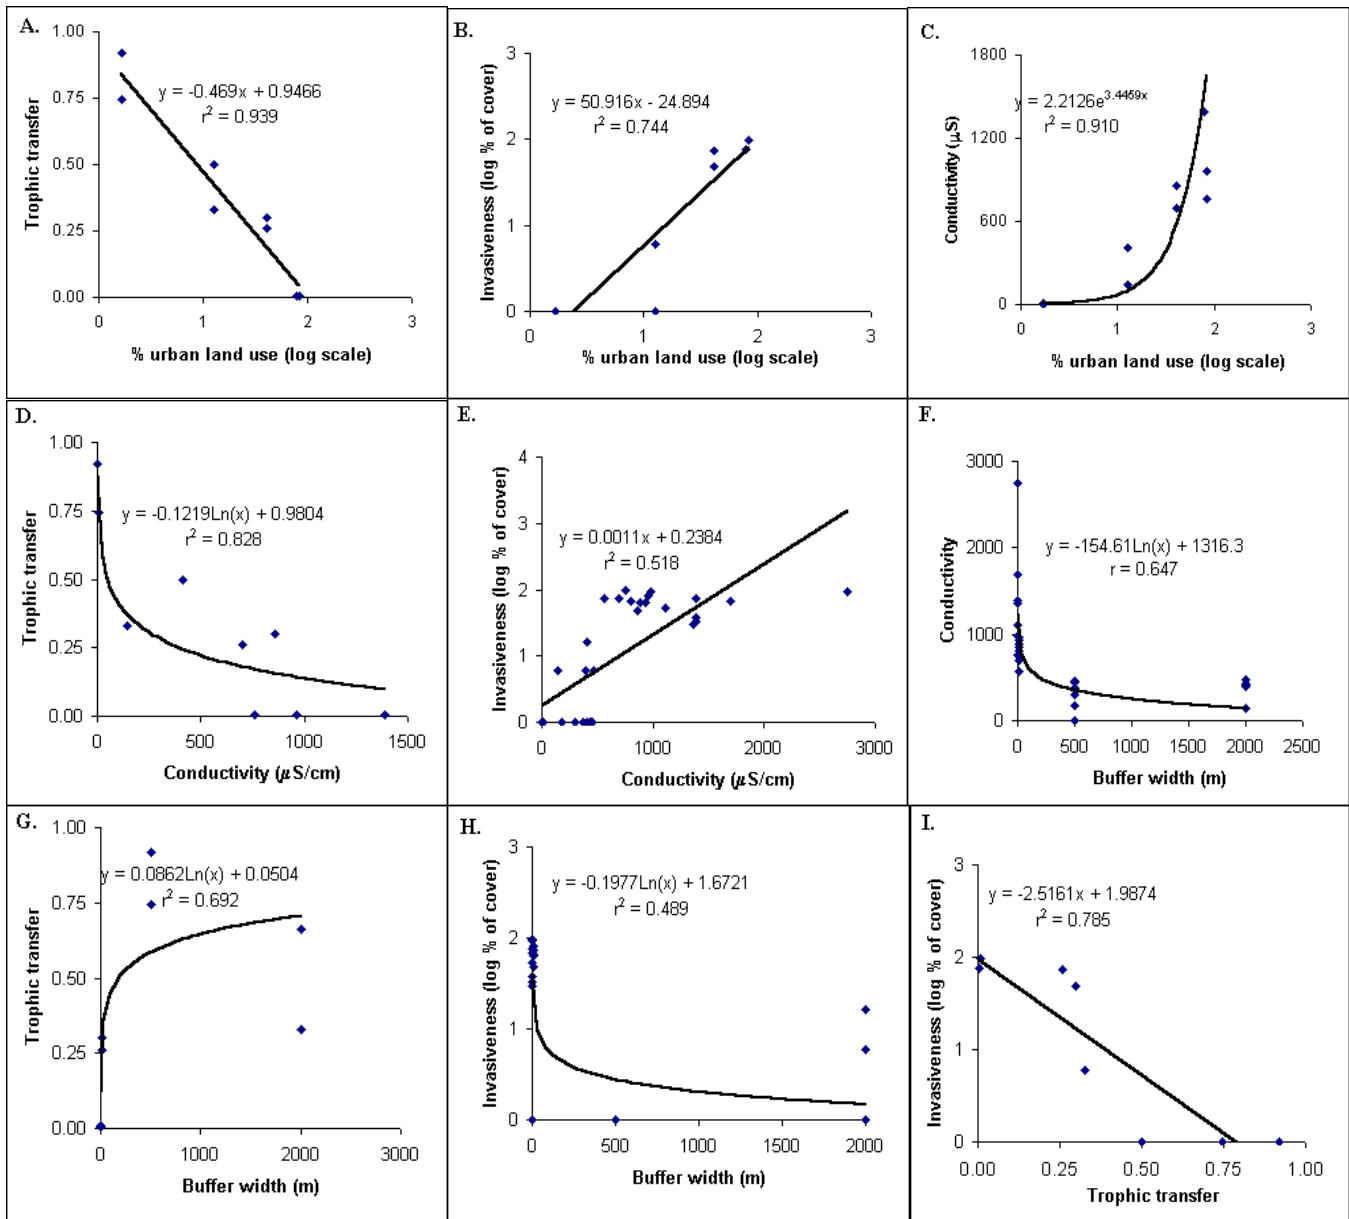 A.
1.00
0.75
0.50
0.25
0.00
Trophic transfer
y = -0.469x + 0.9466
r² = 0.939
0 1 2 3
% urban land use (log scale)
B.
3
2
1
0
Invasiveness (log % of cover)
y = 50.916x - 24.894
r² = 0.744
0 1 2 3
% urban land use (log scale)
C.
1800
1200
600
0
Conductivity (µS)
y = 2.2126e^3.4459x
r² = 0.910
0 1 2 3
% urban land use (log scale)
D.
1.00
0.75
0.50
0.25
0.00
Trophic transfer
y = -0.1219Ln(x) + 0.9804
r² = 0.828
0 500 1000 1500
Conductivity (µS/cm)
E.
4
3
2
1
0
Invasiveness (log % of cover)
y = 0.0011x + 0.2384
r² = 0.518
0 1000 2000 3000
Conductivity (µS/cm)
F.
3000
2000
1000
0
Conductivity
y = -154.61Ln(x) + 1316.3
r = 0.647
0 500 1000 1500 2000 2500
Buffer width (m)
G.
1.00
0.75
0.50
0.25
0.00
Trophic transfer
y = 0.0862Ln(x) + 0.0504
r² = 0.692
0 1000 2000 3000
Buffer width (m)
H.
3
2
1
0
Invasiveness (log % of cover)
y = -0.1977Ln(x) + 1.6721
r² = 0.489
0 500 1000 1500 2000
Buffer width (m)
I.
3
2
1
0
Invasiveness (log % of cover)
y = -2.5161x + 1.9874
r² = 0.785
0.00 0.25 0.50 0.75 1.00
Trophic transfer